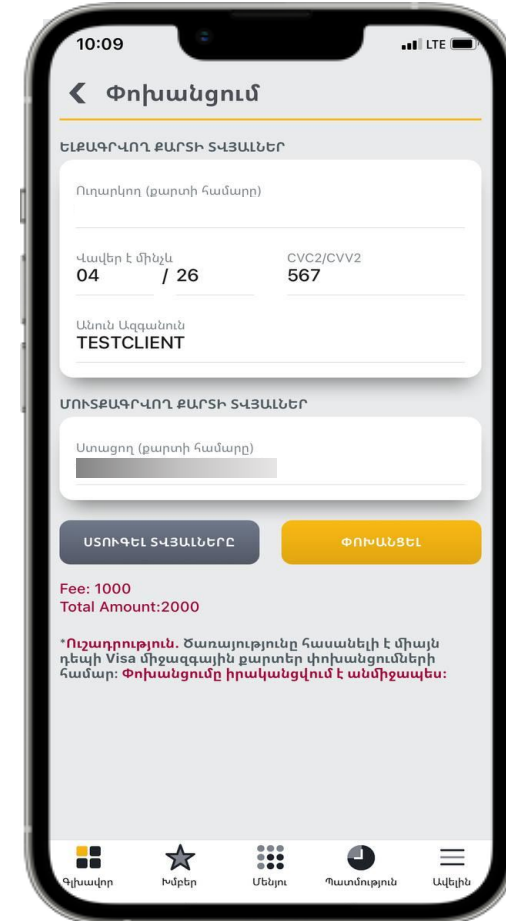 10:09
LTE
Փոխանցում
ԵԼՔԱԳՐՎՈՂ ՔԱՐՏԻ ՏՎՅԱԼՆԵՐ
Ուղարկող (քարտի համարը)
Վավեր է մինչև
CVC2/CVV2
04 / 26
567
Անուն Ազգանուն
TESTCLIENT
ՄՈՒՏՔԱԳՐՎՈՂ ՔԱՐՏԻ ՏՎՅԱԼՆԵՐ
Ստացող (քարտի համարը)
ՍՏՈՒԳԵԼ ՏՎՅԱԼՆԵՐԸ
ՓՈԽԱՆՑԵԼ
Fee: 1000
Total Amount:2000
*Ուշադրություն. Ծառայությունը հասանելի է միայն
դեպի Visa միջազգային քարտեր փոխանցումների
համար: Փոխանցումը իրականցվում է անմիջապես:
Գլխավոր
Խմբեր
Մենյու
Պատմություն
Ավելին